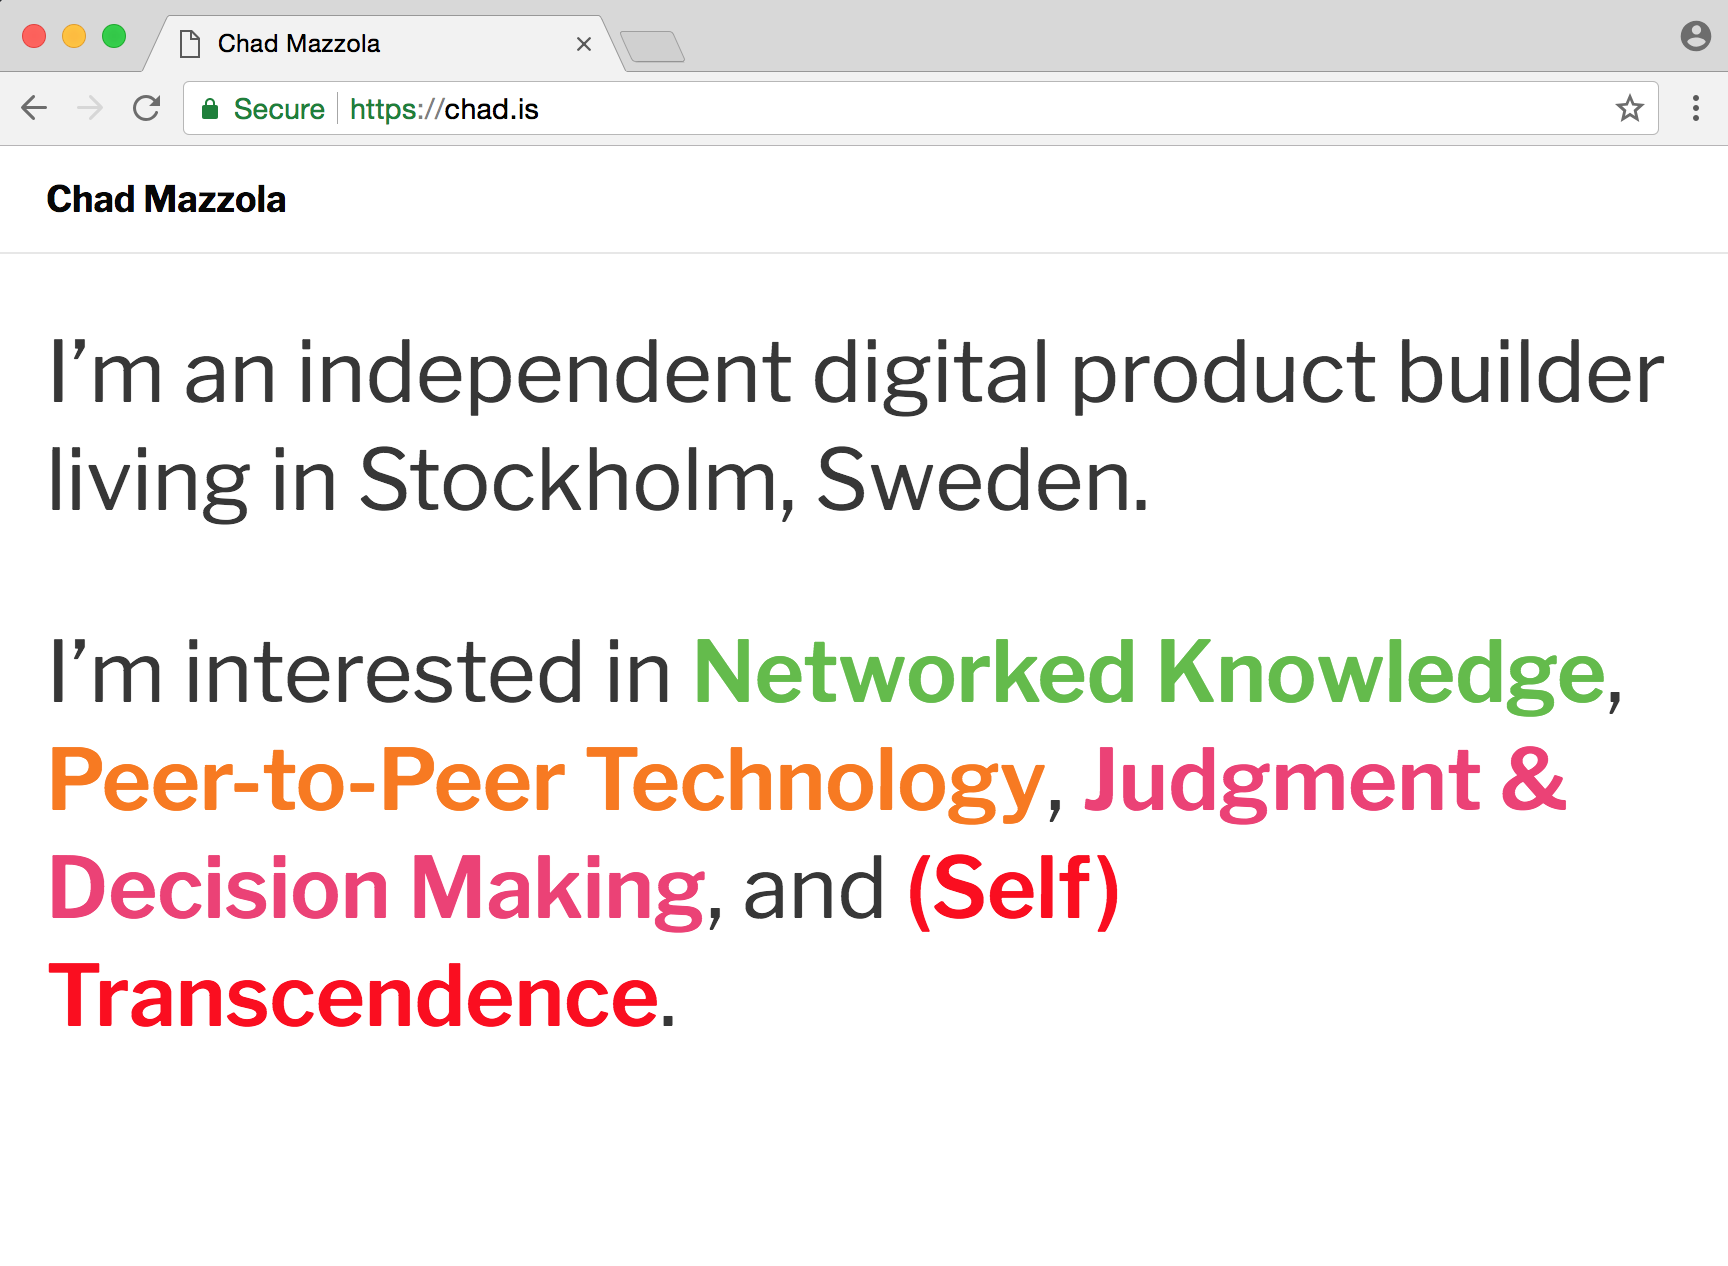 Chad Mazzola
Secure https://chad.is
Chad Mazzola
I’m an independent digital product builder
living in Stockholm, Sweden.
I’m interested in Networked Knowledge,
Peer-to-Peer Technology, Judgment &
Decision Making, and (Self)
Transcendence.